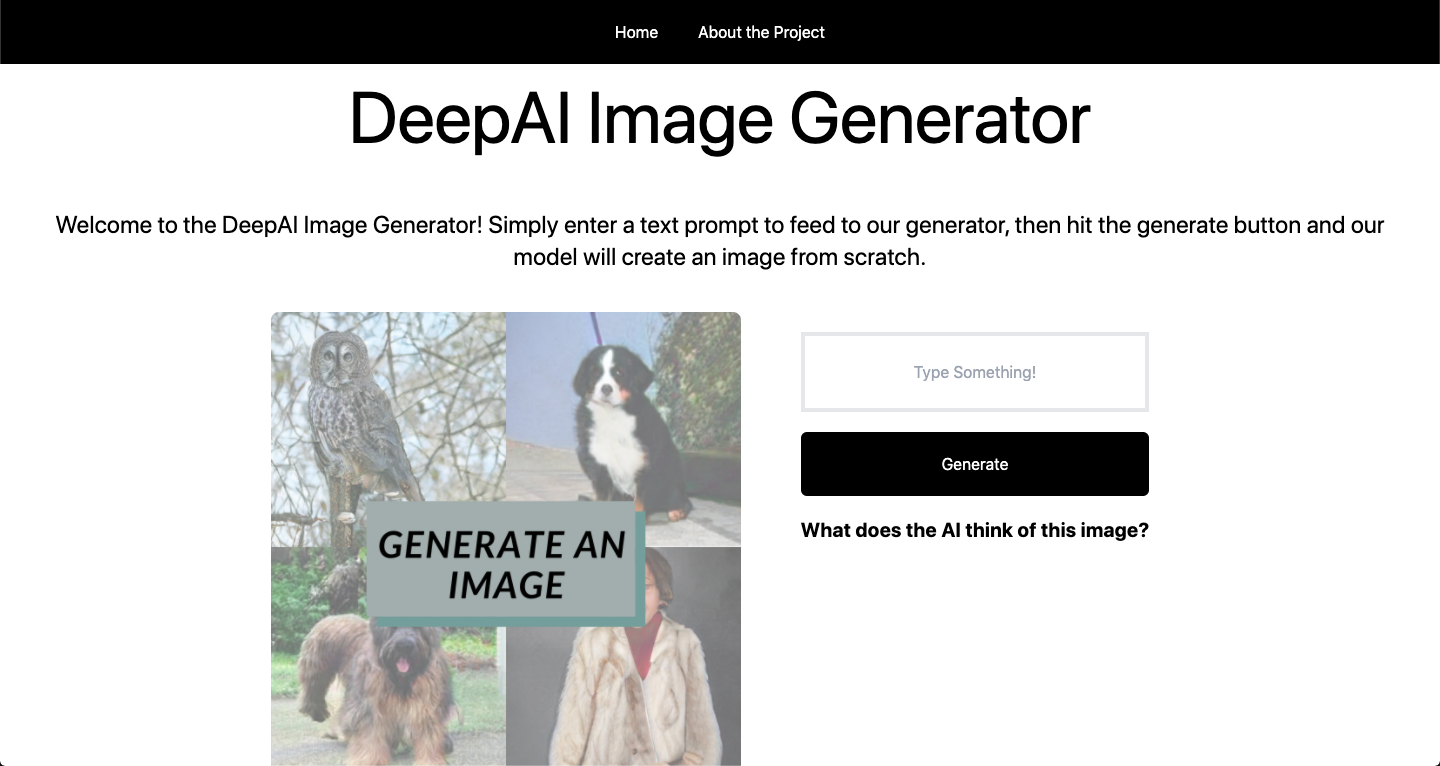 Home About the Project
DeepAI Image Generator
Welcome to the DeepAI Image Generator! Simply enter a text prompt to feed to our generator, then hit the generate button and our
model will create an image from scratch.
GENERATE AN
IMAGE
Type Something!
Generate
What does the AI think of this image?